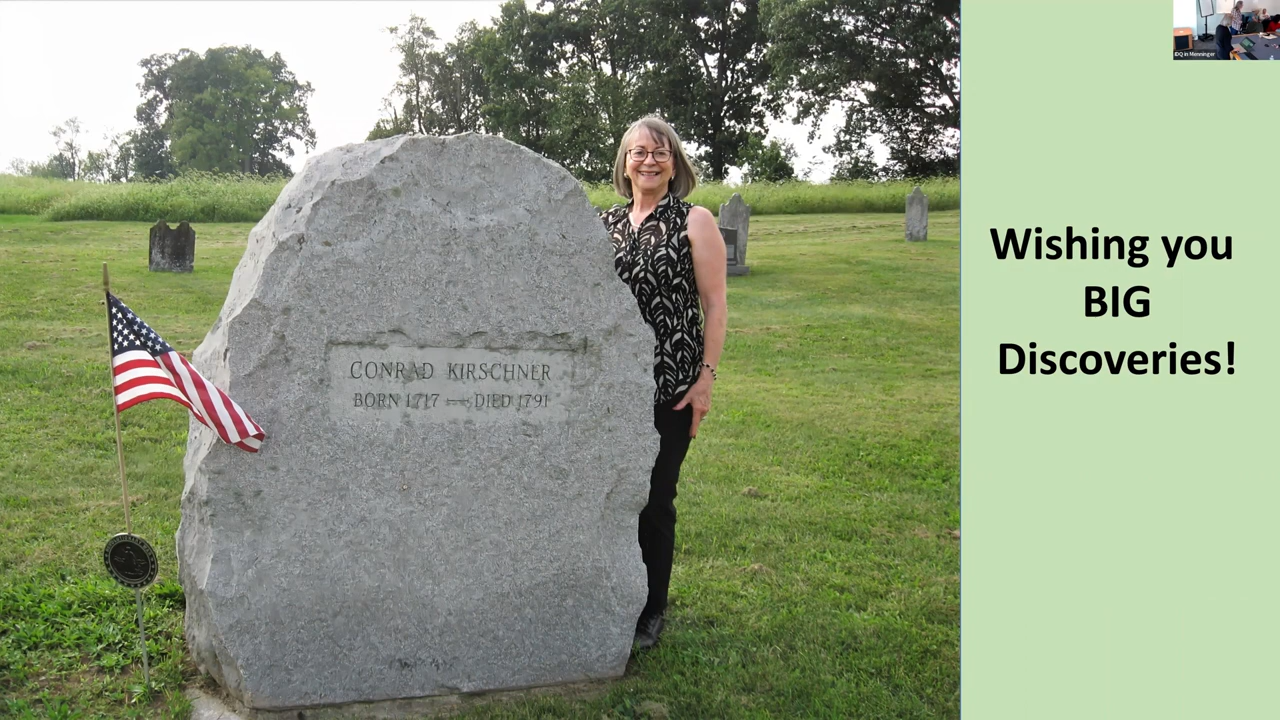 CONRAD KIRSCHNER
BORN 1717 — DIED 1791
Wishing you
BIG
Discoveries!